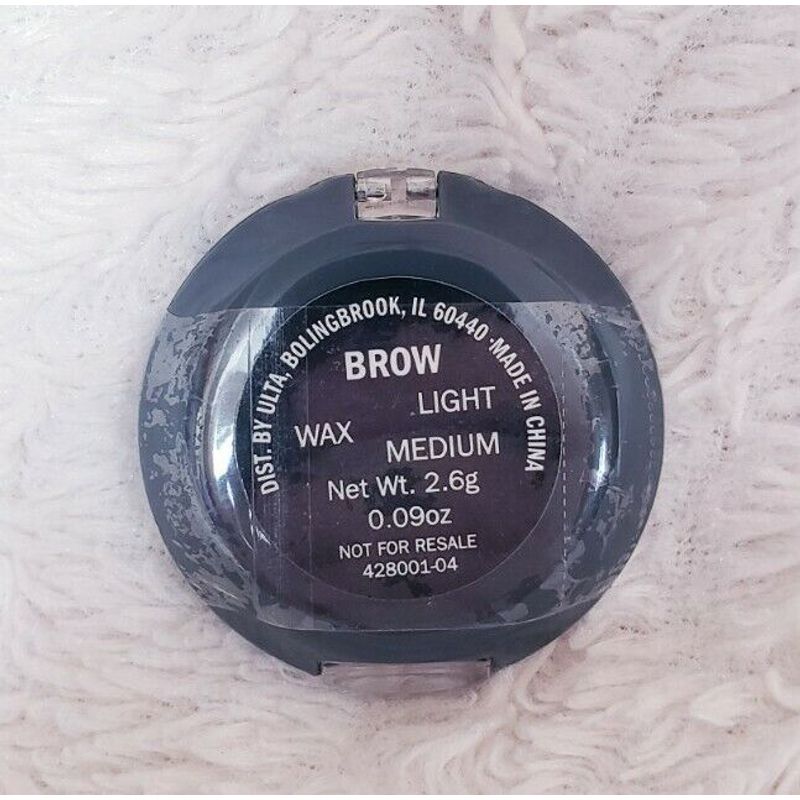 DIST. BY ULTA, BOLINGBROOK, IL 60440 · MADE IN CHINA
BROW
LIGHT
WAX
MEDIUM
Net Wt. 2.6g
0.09oz
NOT FOR RESALE
428001-04